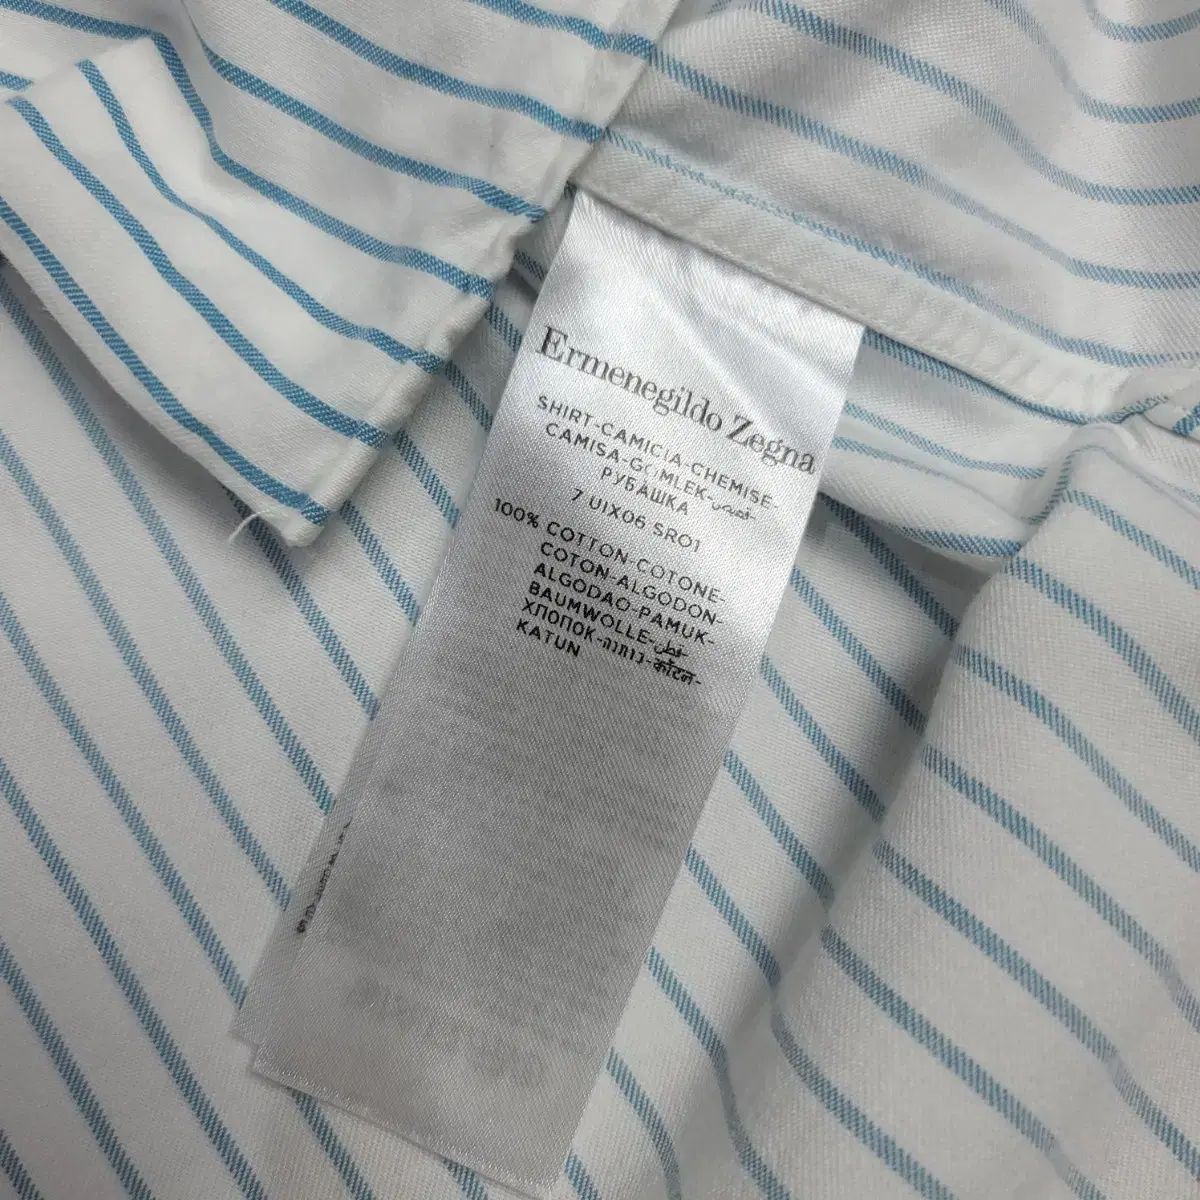 Ermenegildo Zegna
SHIRT-CAMICIA-CHEMISE-
CAMISA-GÖMLEK-قميص-
РУБАШКА
7 UIX06 SR01
100% COTTON-COTONE-
COTON-ALGODON-
ALGODAO-PAMUK-
BAUMWOLLE-قطن-
ХЛОПОК-כותנה-कॉटन-
KATUN